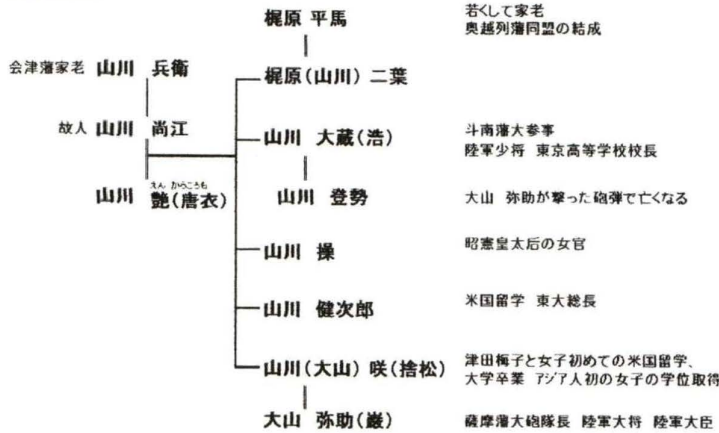 梶原 平馬
若くして家老
奥越列藩同盟の結成
会津藩家老 山川 兵衛
梶原(山川) 二葉
故人 山川 尚江
山川 大蔵(浩)
斗南藩大参事
陸軍少将 東京高等学校校長
えん からころも
山川 艶(唐衣)
山川 登勢
大山 弥助が撃った砲弾で亡くなる
山川 操
昭憲皇太后の女官
山川 健次郎
米国留学 東大総長
山川(大山) 咲(捨松)
津田梅子と女子初めての米国留学、
大学卒業 アジア人初の女子の学位取得
大山 弥助(巌)
薩摩藩大砲隊長 陸軍大将 陸軍大臣